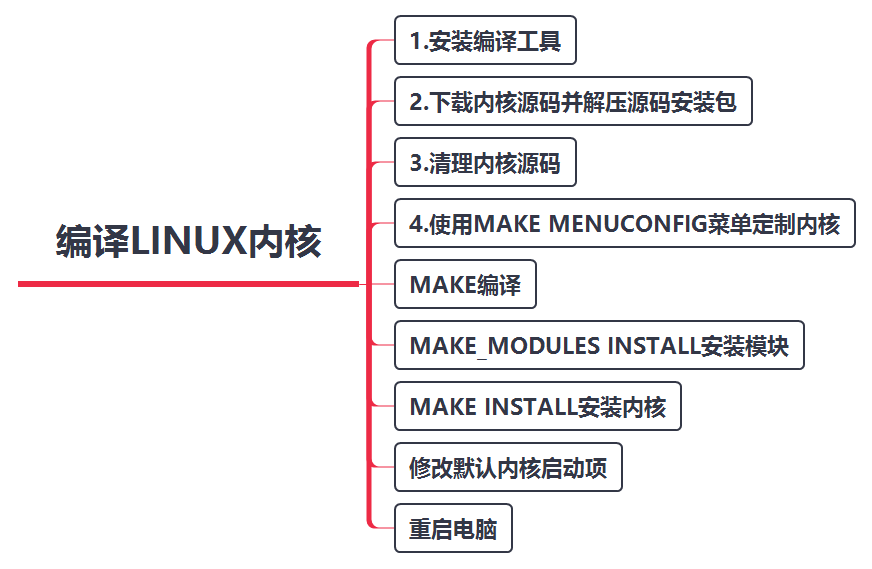 编译LINUX内核
1.安装编译工具
2.下载内核源码并解压源码安装包
3.清理内核源码
4.使用MAKE MENUCONFIG菜单定制内核
MAKE编译
MAKE_MODULES INSTALL安装模块
MAKE INSTALL安装内核
修改默认内核启动项
重启电脑